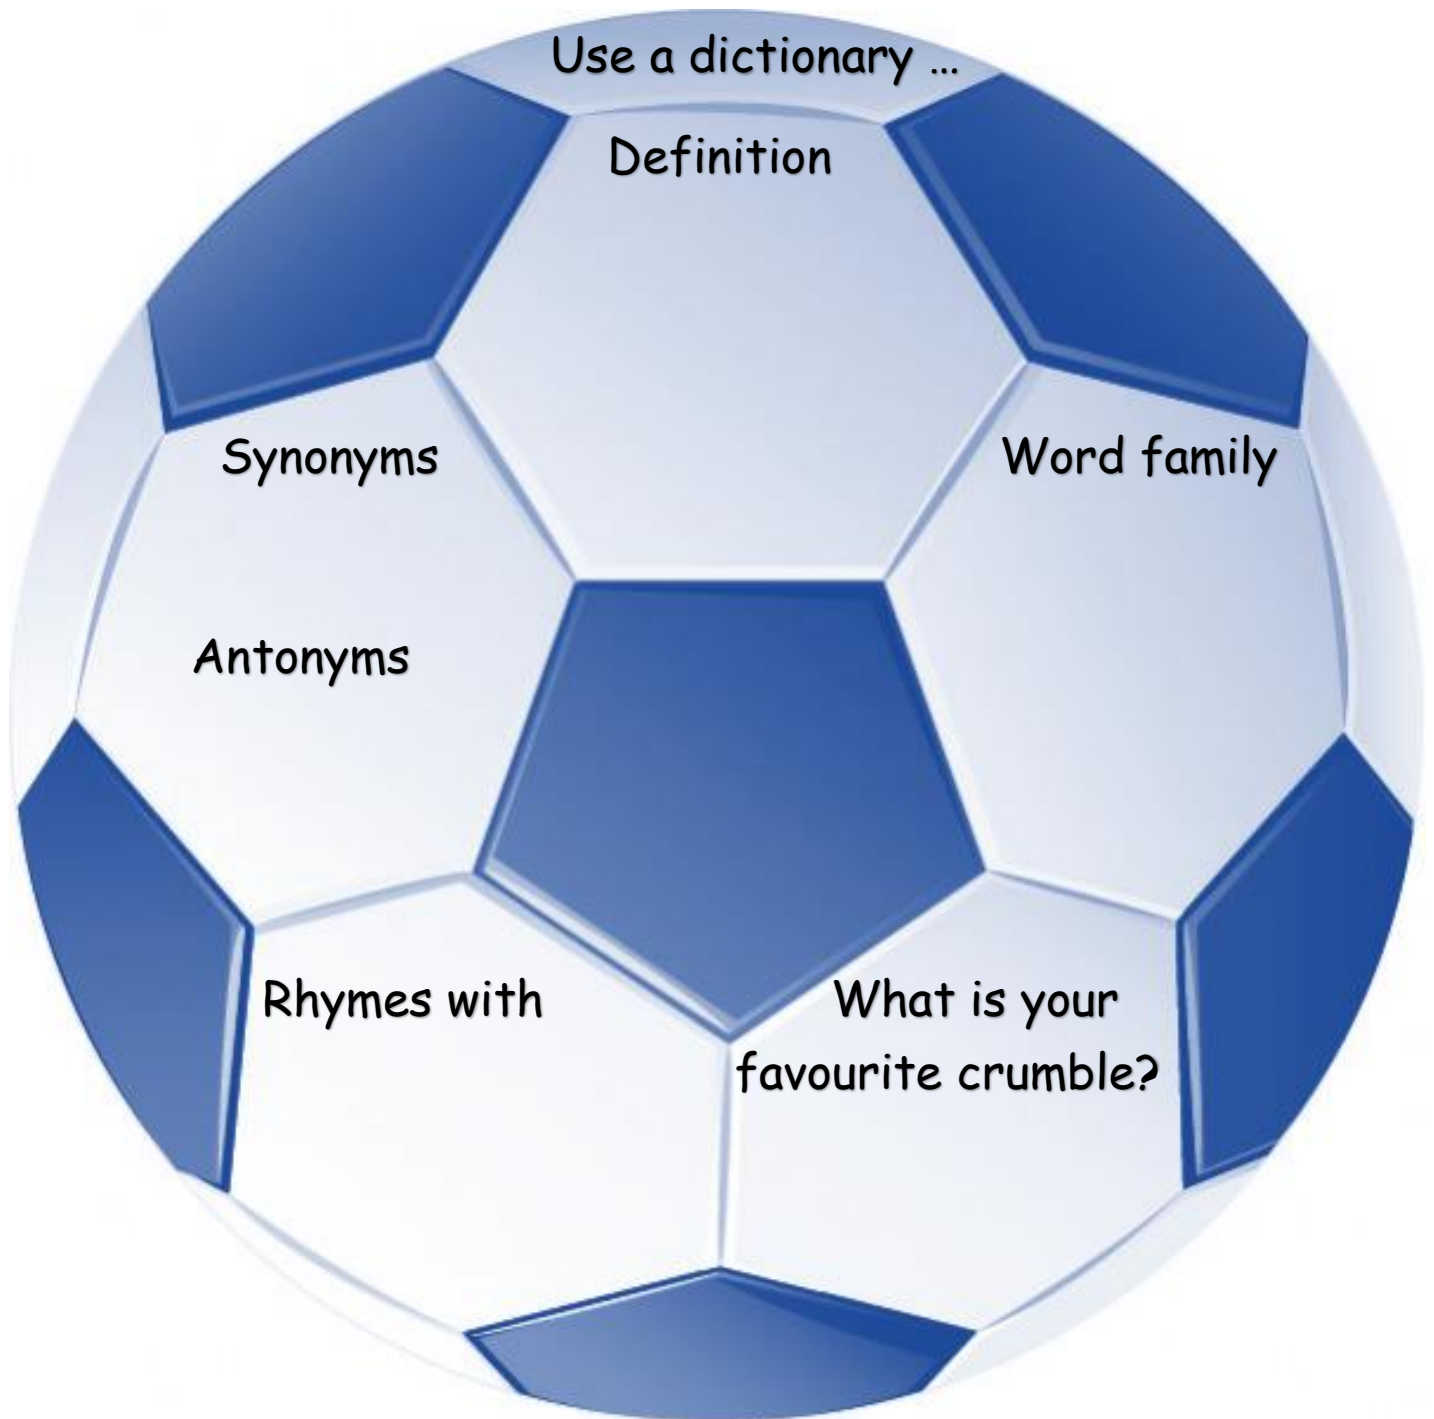 Use a dictionary …
Definition
Synonyms
Word family
Antonyms
Rhymes with
What is your
favourite crumble?